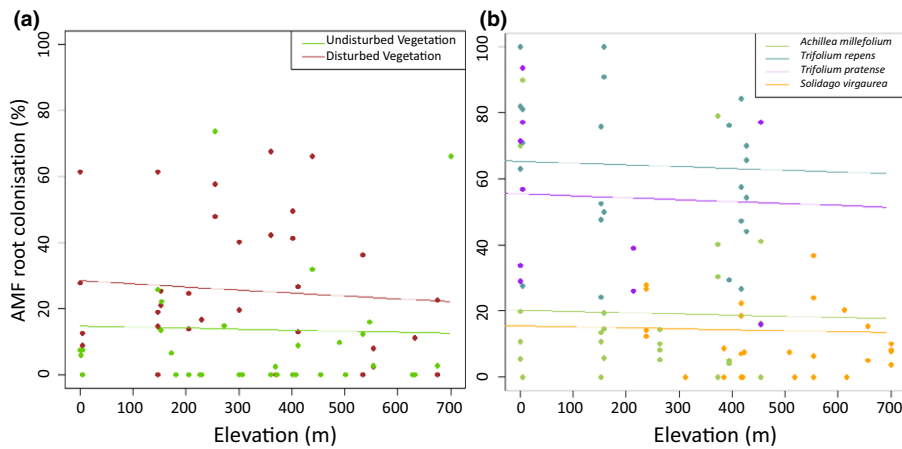 (a)
Undisturbed Vegetation
Disturbed Vegetation
AMF root colonisation (%)
100
80
60
40
20
0
0 100 200 300 400 500 600 700
Elevation (m)
(b)
Achillea millefolium
Trifolium repens
Trifolium pratense
Solidago virgaurea
100
80
60
40
20
0
0 100 200 300 400 500 600 700
Elevation (m)